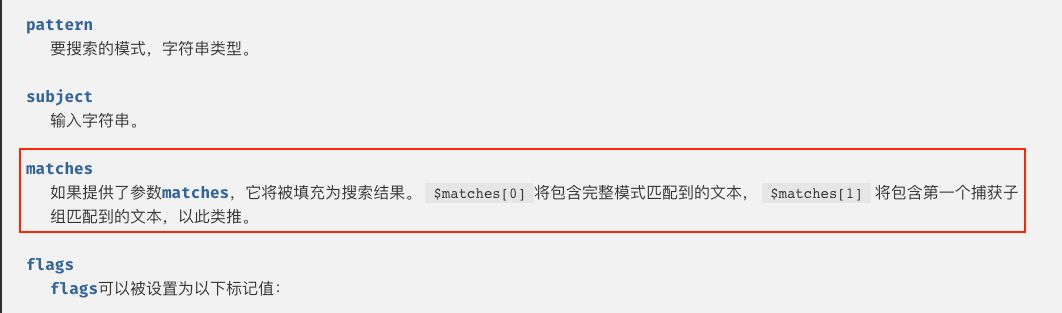 pattern
要搜索的模式，字符串类型。
subject
输入字符串。
matches
如果提供了参数matches，它将被填充为搜索结果。 $matches[0]将包含完整模式匹配到的文本， $matches[1] 将包含第一个捕获子
组匹配到的文本，以此类推。
flags
flags可以被设置为以下标记值：